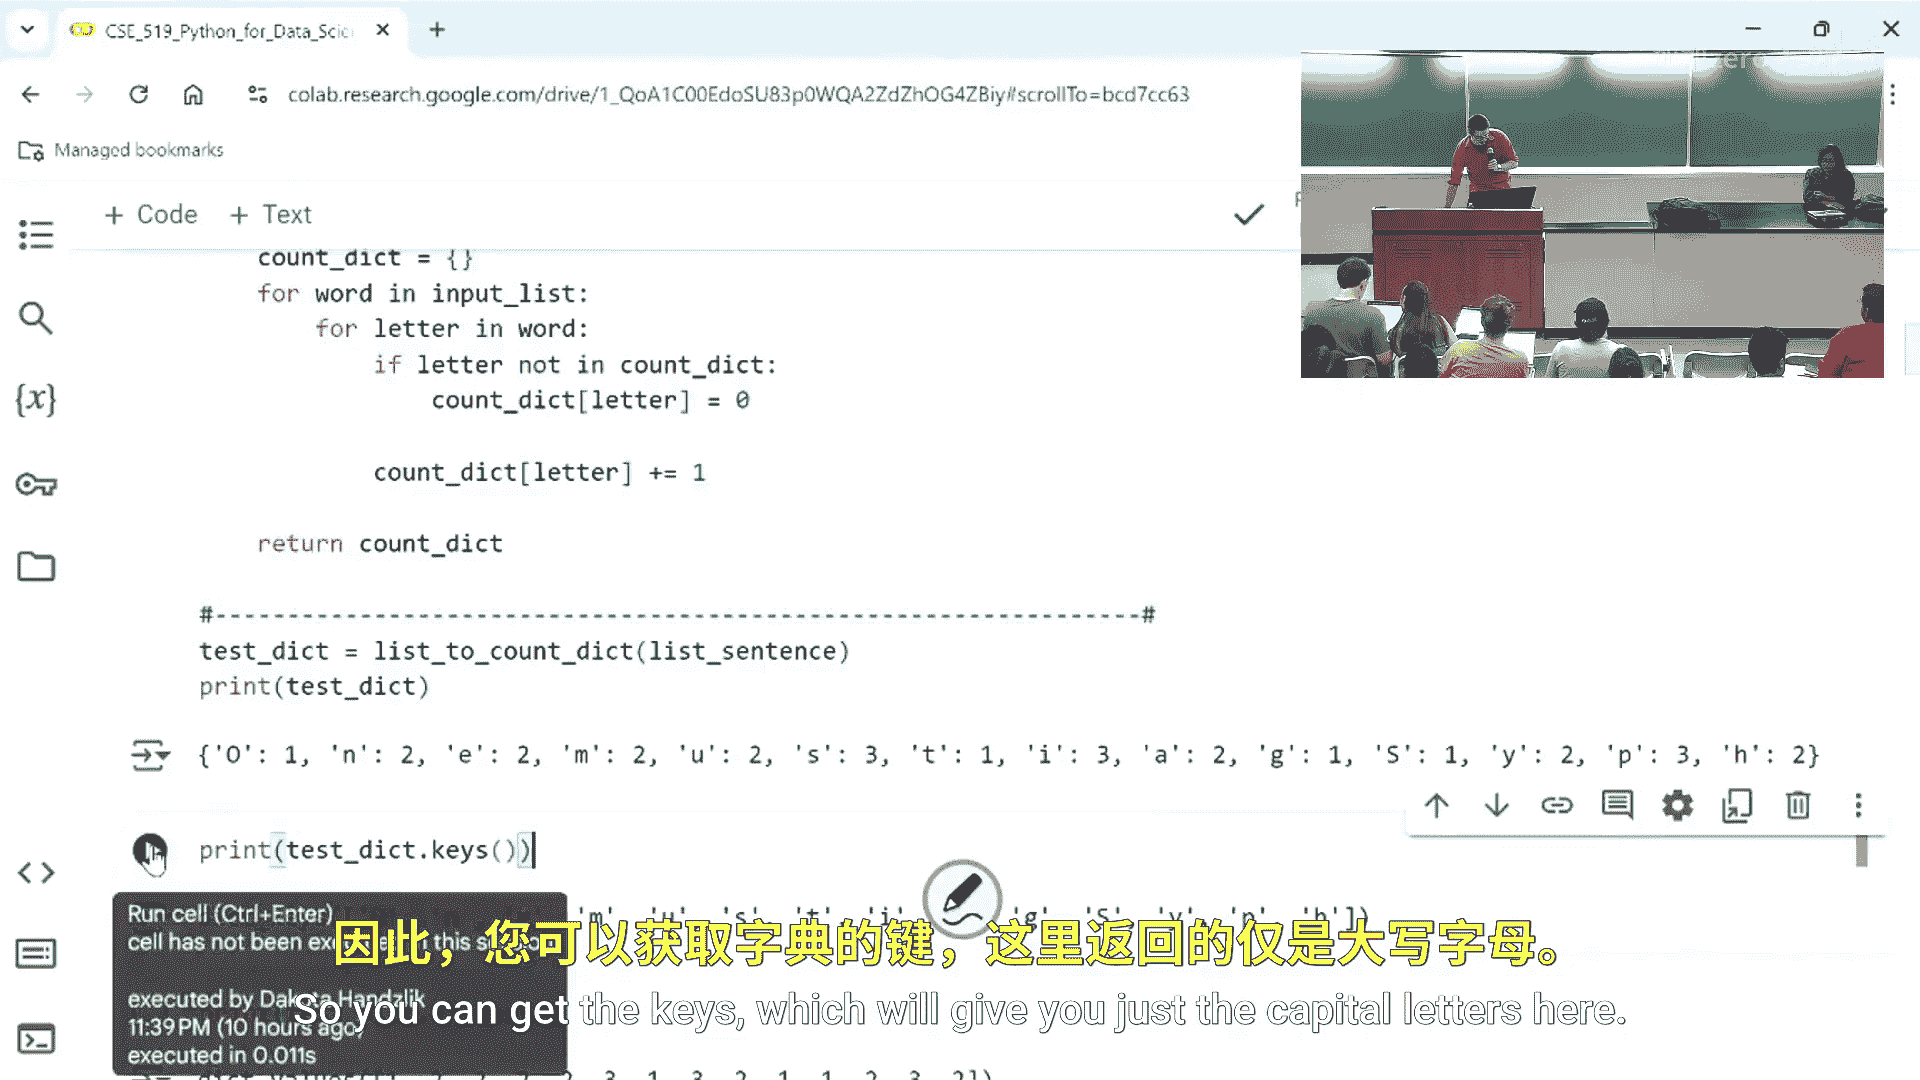 CSE_519_Python_for_Data_Scie
colab.research.google.com/drive/1_QoA1C00EdoSU83p0WQA2ZdZhOG4ZBiy#scrollTo=bcd7cc63
Managed bookmarks
+ Code + Text
count_dict = {}
for word in input_list:
for letter in word:
if letter not in count_dict:
count_dict[letter] = 0
count_dict[letter] += 1
return count_dict
#----------------------------------------------------------------#
test_dict = list_to_count_dict(list_sentence)
print(test_dict)
{'O': 1, 'n': 2, 'e': 2, 'm': 2, 'u': 2, 's': 3, 't': 1, 'i': 3, 'a': 2, 'g': 1, 'S': 1, 'y': 2, 'p': 3, 'h': 2}
print(test_dict.keys())
'm', 'u', 's', 't', 'i' 'g', 'S', 'y', 'p', 'h'])
Run cell (Ctrl+Enter)
cell has not been executed in this session
executed by Dakota Handzlik
11:39 PM (10 hours ago)
executed in 0.011s
因此，您可以获取字典的键，这里返回的仅是大写字母。
So you can get the keys, which will give you just the capital letters here.